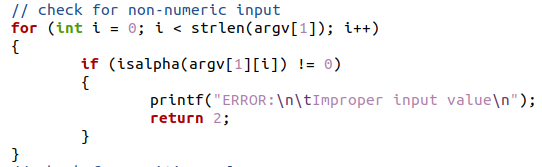 // check for non-numeric input
for (int i = 0; i < strlen(argv[1]); i++)
{
        if (isalpha(argv[1][i]) != 0)
        {
                printf("ERROR:\n\tImproper input value\n");
                return 2;
        }
}